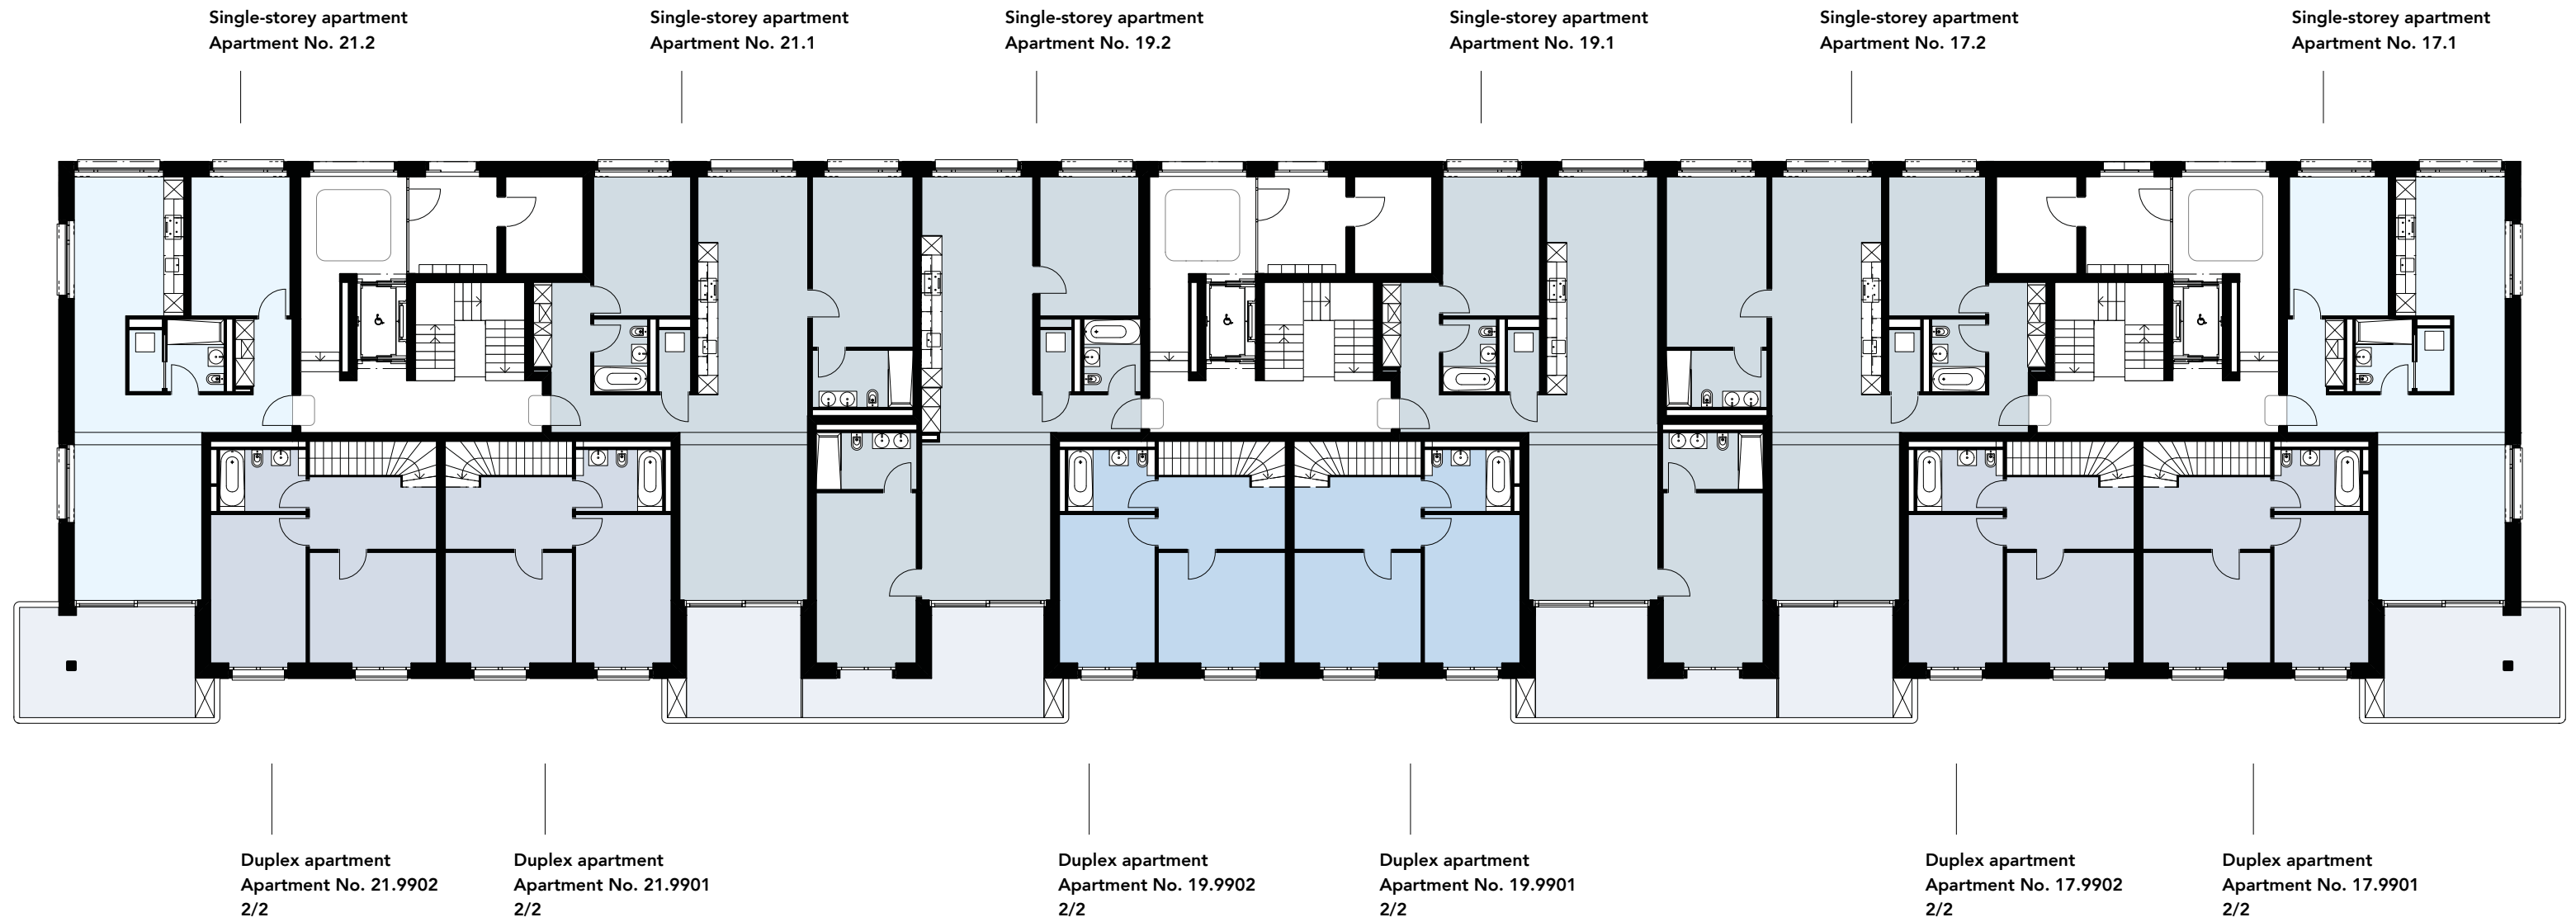 Single-storey apartment
Apartment No. 21.2
Single-storey apartment
Apartment No. 21.1
Single-storey apartment
Apartment No. 19.2
Single-storey apartment
Apartment No. 19.1
Single-storey apartment
Apartment No. 17.2
Single-storey apartment
Apartment No. 17.1
Duplex apartment
Apartment No. 21.9902
2/2
Duplex apartment
Apartment No. 21.9901
2/2
Duplex apartment
Apartment No. 19.9902
2/2
Duplex apartment
Apartment No. 19.9901
2/2
Duplex apartment
Apartment No. 17.9902
2/2
Duplex apartment
Apartment No. 17.9901
2/2